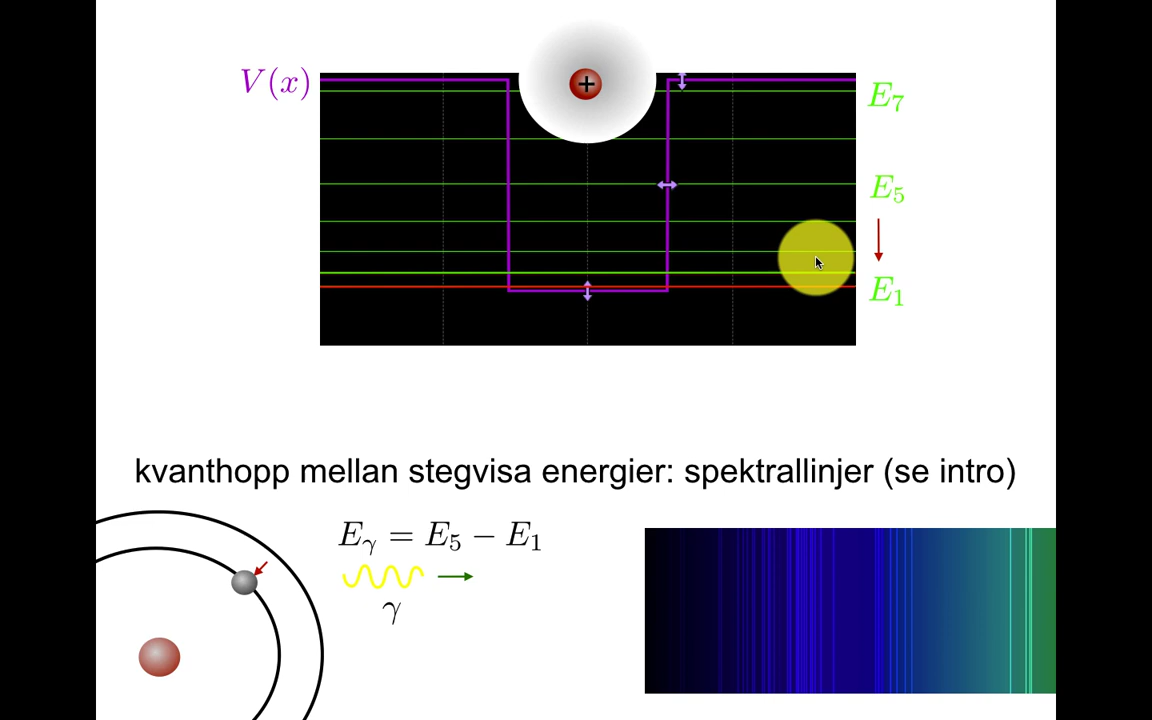 V(x)
+
E₇
E₅
E₁
kvanthopp mellan stegvisa energier: spektrallinjer (se intro)
Eᵧ = E₅ − E₁
γ